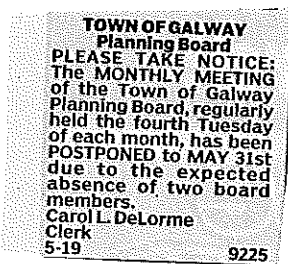 TOWN OF GALWAY
Planning Board
PLEASE TAKE NOTICE:
The MONTHLY MEETING
of the Town of Galway
Planning Board, regularly
held the fourth Tuesday
of each month, has been
POSTPONED to MAY 31st
due to the expected
absence of two board
members.
Carol L. DeLorme
Clerk
5-19 9225